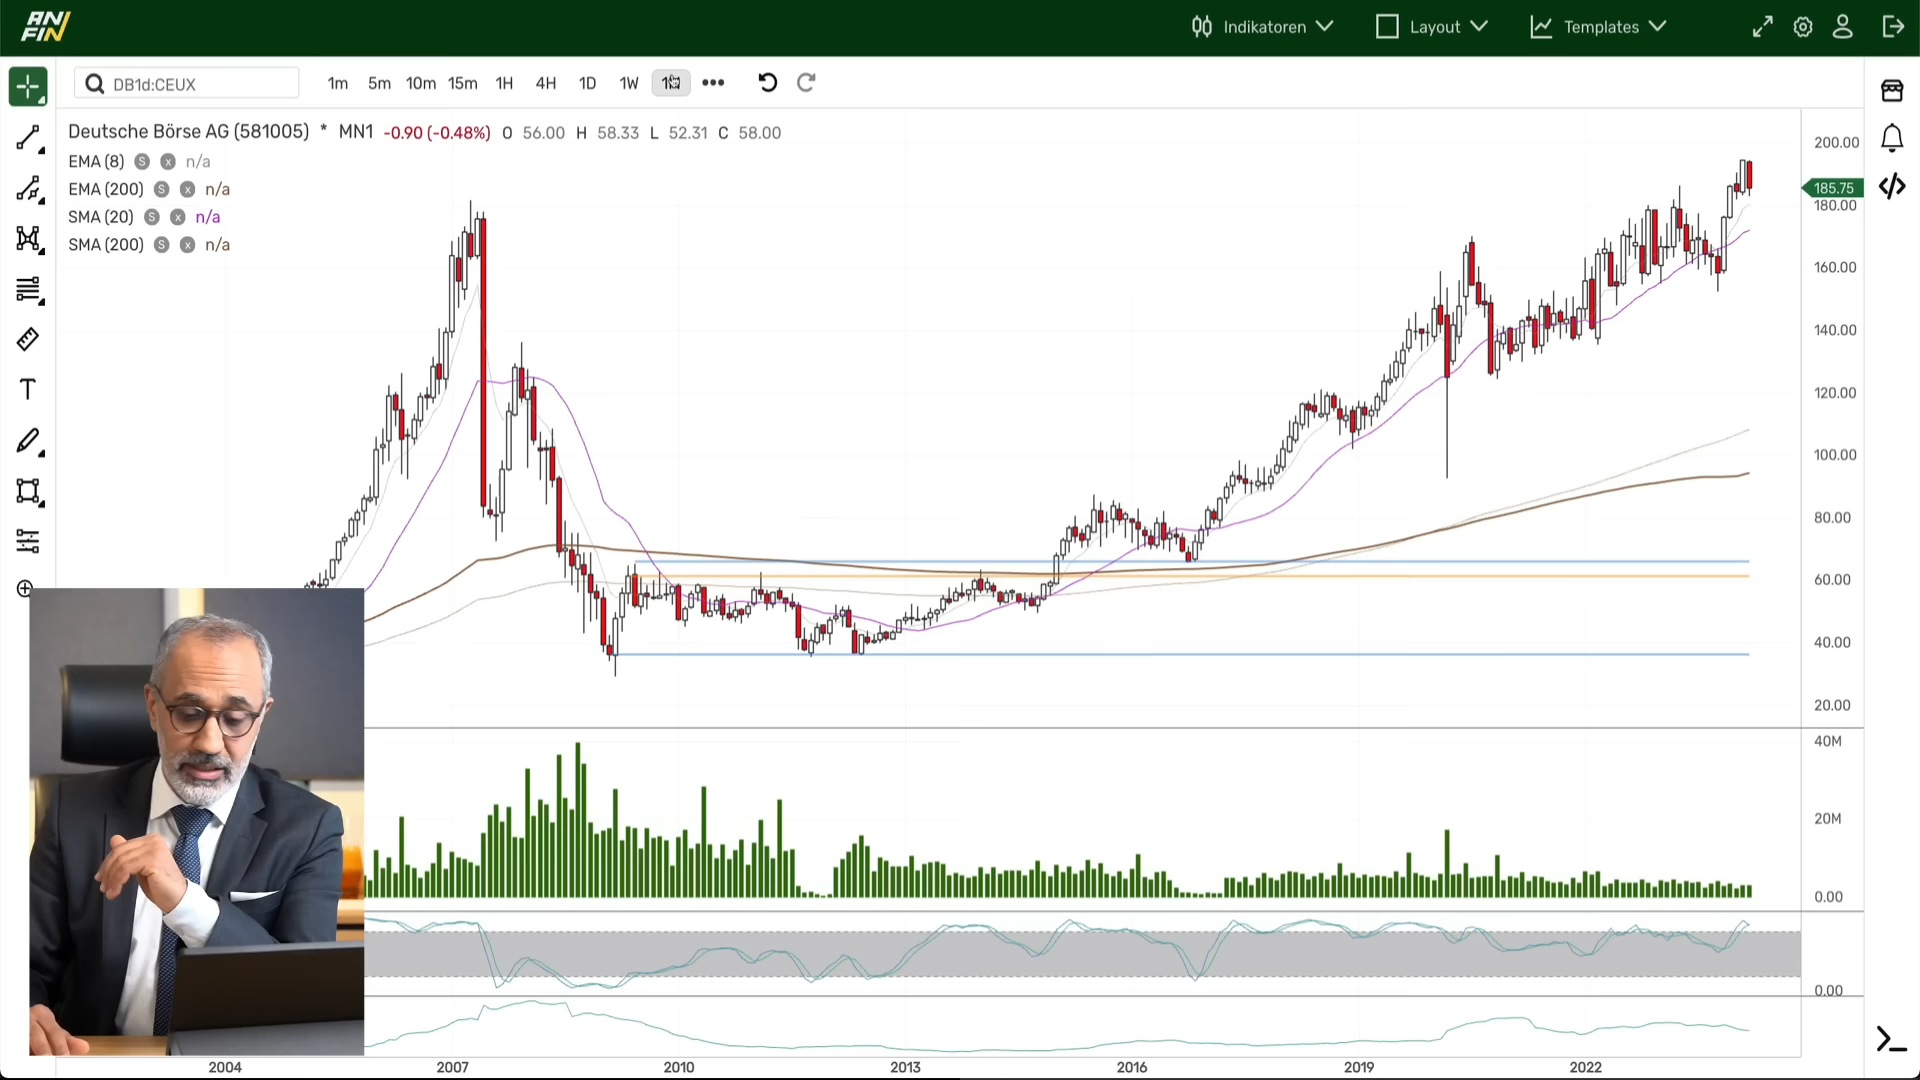 ANFIN
Indikatoren
Layout
Templates
DB1d:CEUX
1m 5m 10m 15m 1H 4H 1D 1W
Deutsche Börse AG (581005) * MN1 -0.90 (-0.48%) O 56.00 H 58.33 L 52.31 C 58.00
EMA (8) S x n/a
EMA (200) S x n/a
SMA (20) S x n/a
SMA (200) S x n/a
200.00
185.75
180.00
160.00
140.00
120.00
100.00
80.00
60.00
40.00
20.00
40M
20M
0.00
0.00
2004 2007 2010 2013 2016 2019 2022